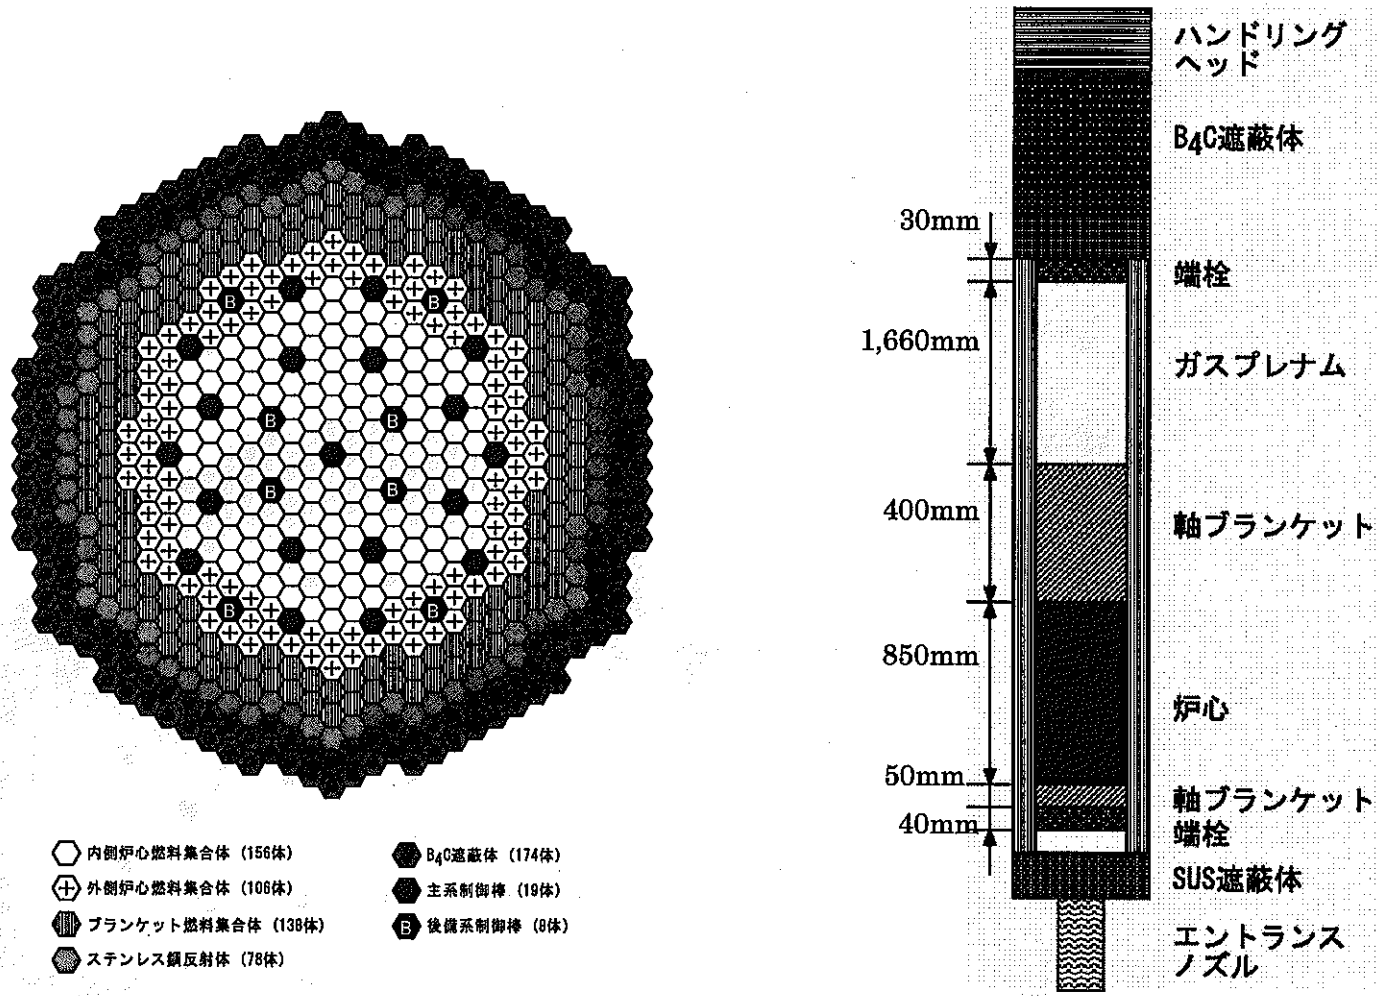 ハンドリング
ヘッド
B4C遮蔽体
30mm
端栓
1,660mm
ガスプレナム
400mm
軸ブランケット
850mm
炉心
50mm
軸ブランケット
40mm
端栓
SUS遮蔽体
エントランス
ノズル
B
B
B
B
B
B
B
B
内側炉心燃料集合体 (156体)
外側炉心燃料集合体 (106体)
ブランケット燃料集合体 (138体)
ステンレス鋼反射体 (78体)
B4C遮蔽体 (174体)
主系制御棒 (19体)
B 後備系制御棒 (8体)